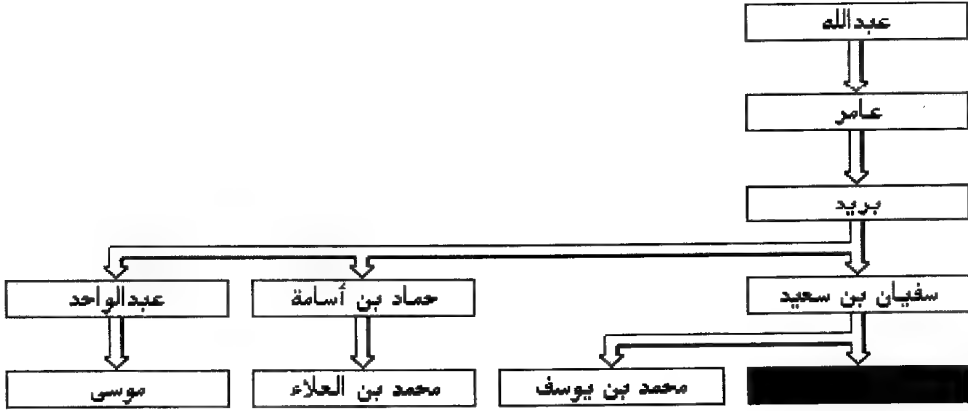 عبدالله
عامر
بريد
سفيان بن سعيد
حماد بن أسامة
عبدالواحد
محمد بن يوسف
محمد بن العلاء
موسى